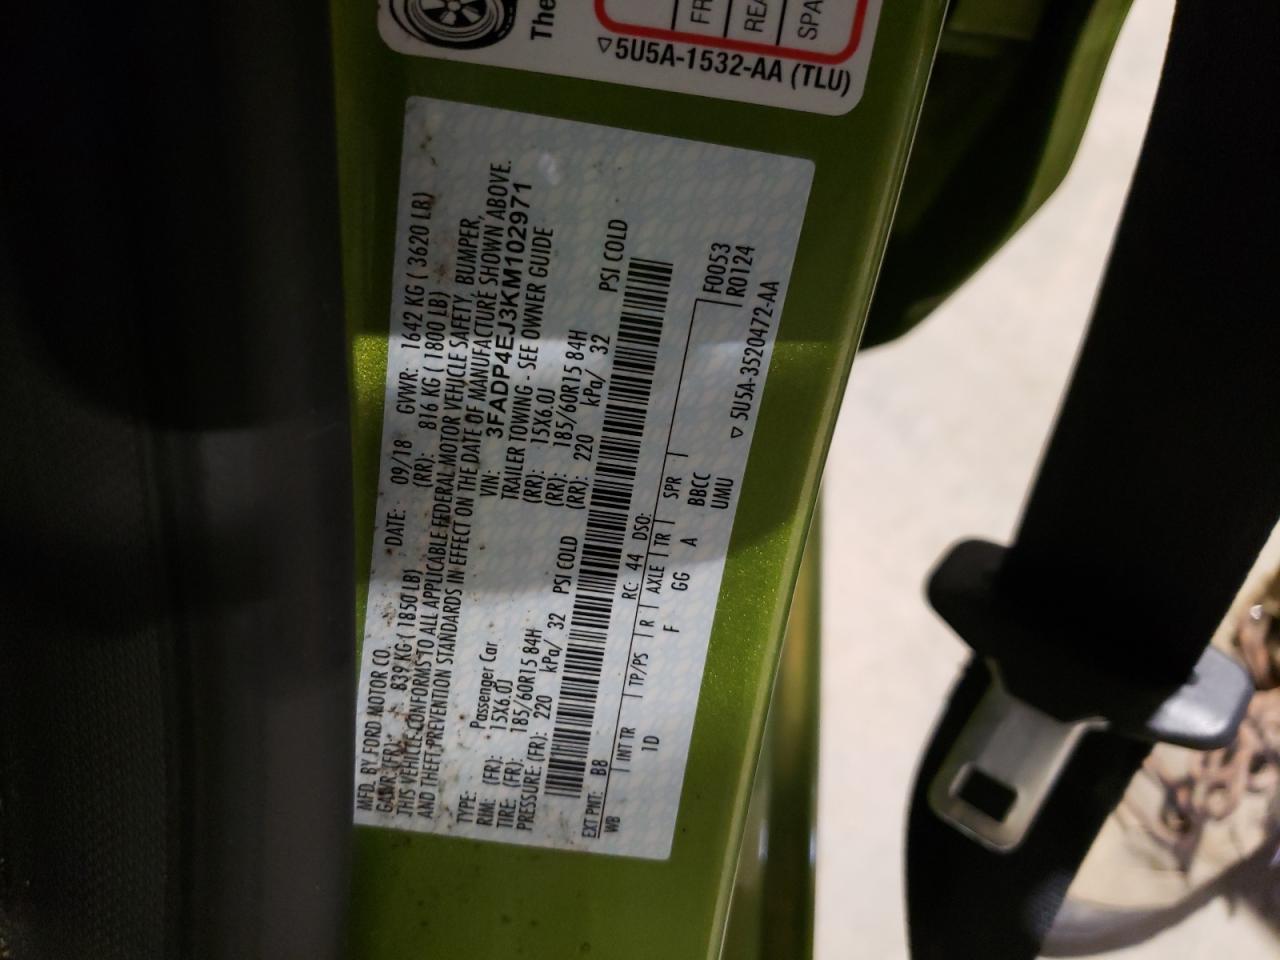 The
FR
REA
SPA
▽5U5A-1532-AA (TLU)
MFD. BY FORD MOTOR CO. DATE: 09/18 GVWR: 1642 KG ( 3620 LB)
GAWR (FR): 839 KG ( 1850 LB) (RR): 816 KG ( 1800 LB)
THIS VEHICLE CONFORMS TO ALL APPLICABLE FEDERAL MOTOR VEHICLE SAFETY, BUMPER,
AND THEFT PREVENTION STANDARDS IN EFFECT ON THE DATE OF MANUFACTURE SHOWN ABOVE.
VIN: 3FADP4EJ3KM102971
TYPE: Passenger Car TRAILER TOWING - SEE OWNER GUIDE
RIM: (FR): 15X6.0J (RR): 15X6.0J
TIRE: (FR): 185/60R15 84H (RR): 185/60R15 84H
PRESSURE: (FR): 220 kPa/ 32 PSI COLD (RR): 220 kPa/ 32 PSI COLD
EXT PNT: B8 RC: 44 DSO: F0053
WB INT TR TP/PS R AXLE TR SPR R0124
1D F GG A BBCC
UMU ▽ 5U5A-3520472-AA